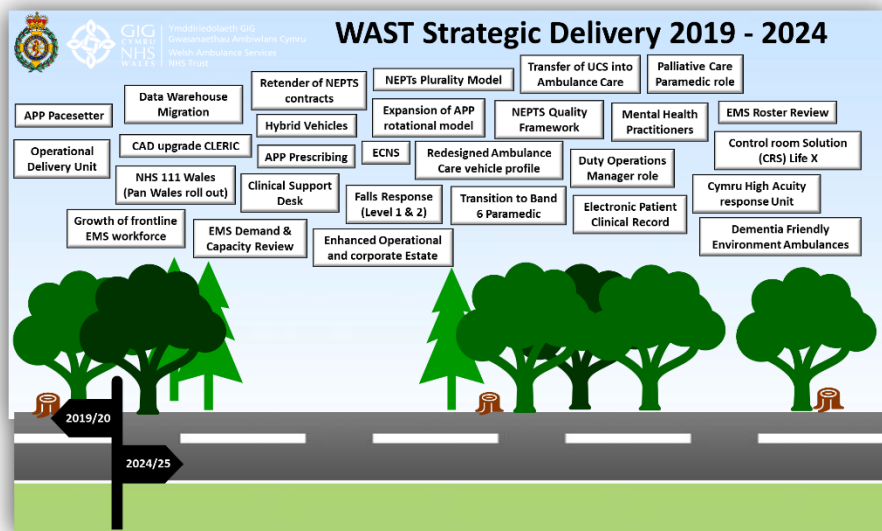 GIG
CYMRU
NHS
WALES
Ymddiriedolaeth GIG
Gwasanaethau Ambiwlans Cymru
Welsh Ambulance Services
NHS Trust
WAST Strategic Delivery 2019 - 2024
APP Pacesetter
Data Warehouse
Migration
Retender of NEPTS
contracts
NEPTs Plurality Model
Transfer of UCS into
Ambulance Care
Palliative Care
Paramedic role
Operational
Delivery Unit
CAD upgrade CLERIC
Hybrid Vehicles
Expansion of APP
rotational model
NEPTS Quality
Framework
Mental Health
Practitioners
EMS Roster Review
NHS 111 Wales
(Pan Wales roll out)
APP Prescribing
ECNS
Redesigned Ambulance
Care vehicle profile
Duty Operations
Manager role
Control room Solution
(CRS) Life X
Growth of frontline
EMS workforce
Clinical Support
Desk
Falls Response
(Level 1 & 2)
Transition to Band
6 Paramedic
Electronic Patient
Clinical Record
Cymru High Acuity
response Unit
EMS Demand &
Capacity Review
Enhanced Operational
and corporate Estate
Dementia Friendly
Environment Ambulances
2019/20
2024/25